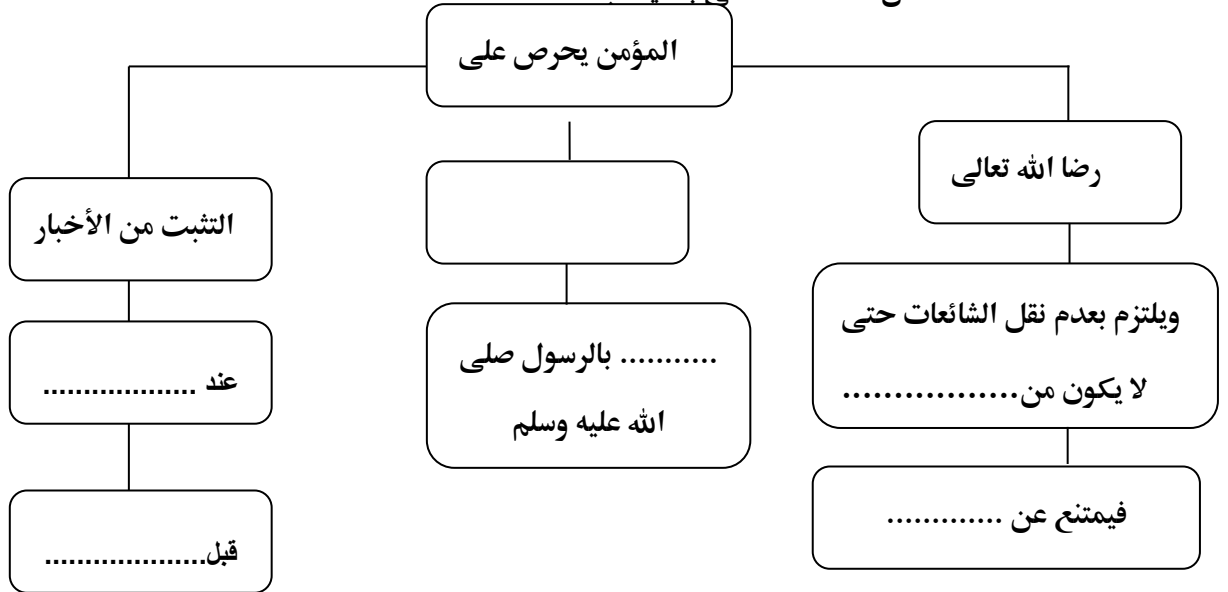 المؤمن يحرص على
رضا الله تعالى
ويلتزم بعدم نقل الشائعات حتى
لا يكون من.................
فيمتنع عن .............
........... بالرسول صلى
الله عليه وسلم
التثبت من الأخبار
عند ...................
قبل....................